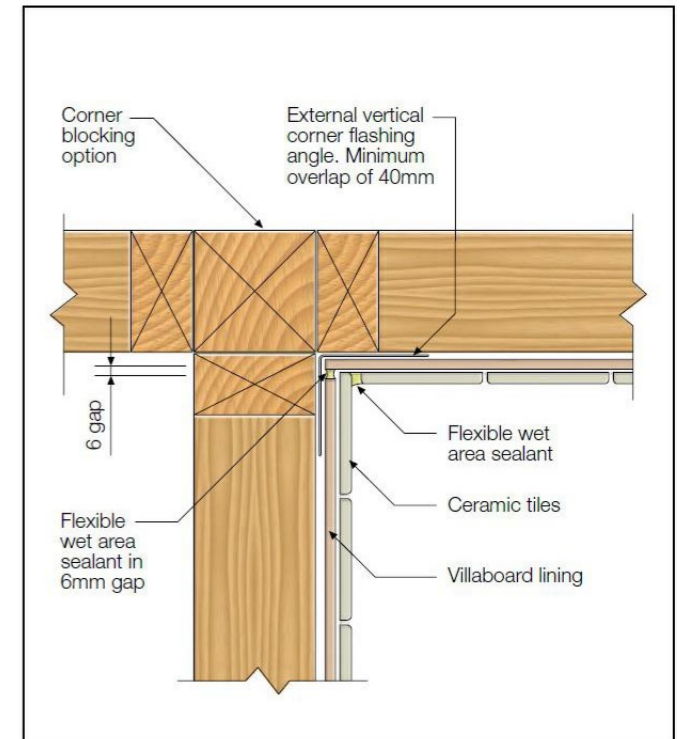 Corner
blocking
option
External vertical
corner flashing
angle. Minimum
overlap of 40mm
6 gap
Flexible wet
area sealant
Ceramic tiles
Flexible
wet area
sealant in
6mm gap
Villaboard lining